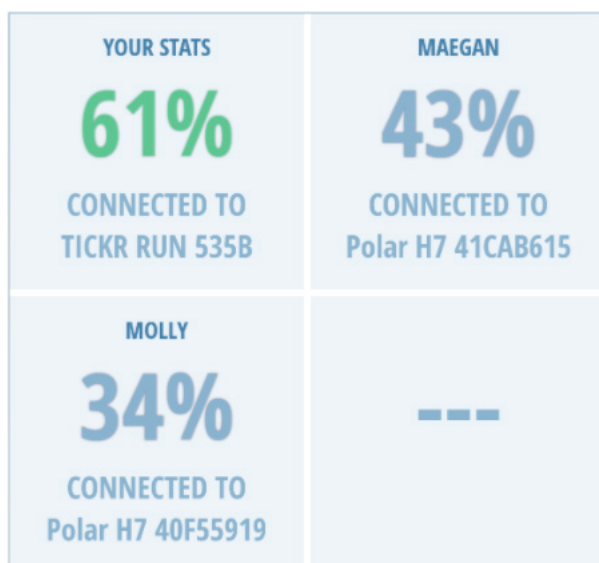 YOUR STATS
61%
CONNECTED TO
TICKR RUN 535B
MAEGAN
43%
CONNECTED TO
Polar H7 41CAB615
MOLLY
34%
CONNECTED TO
Polar H7 40F55919
---